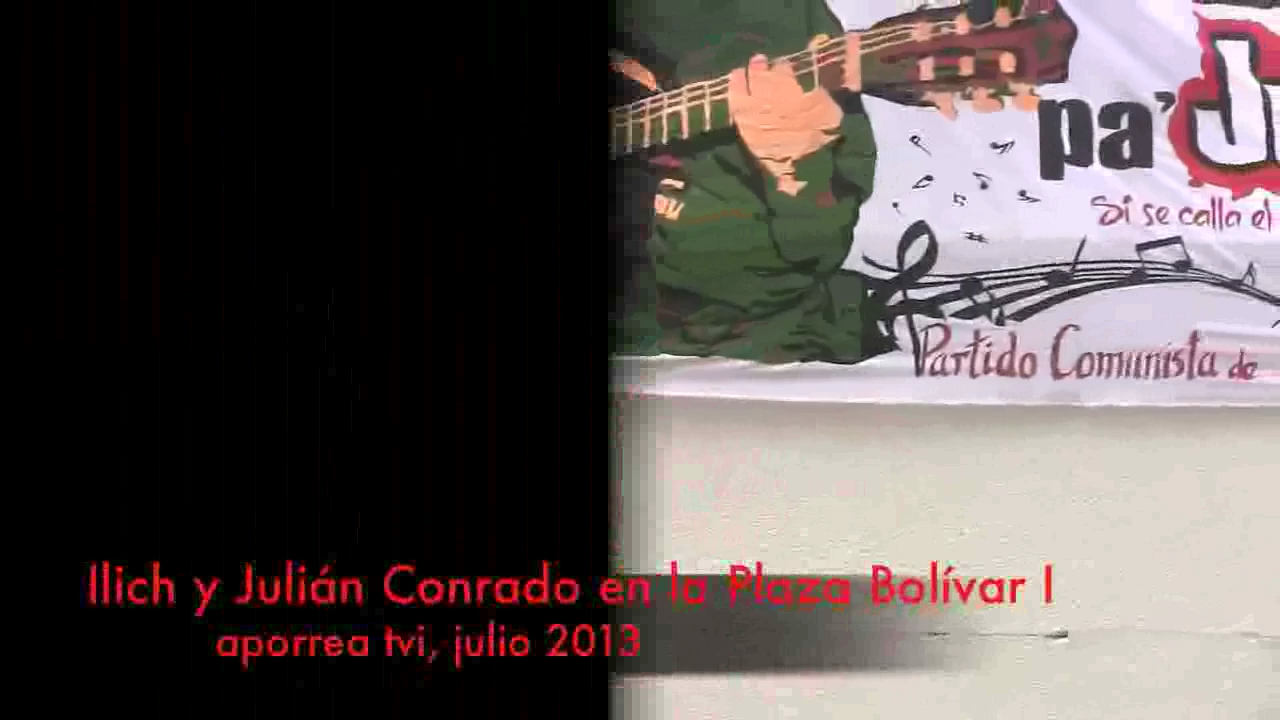 pa'
Si se calla el
Partido Comunista de
Ilich y Julián Conrado en la Plaza Bolívar I
aporrea tvi, julio 2013